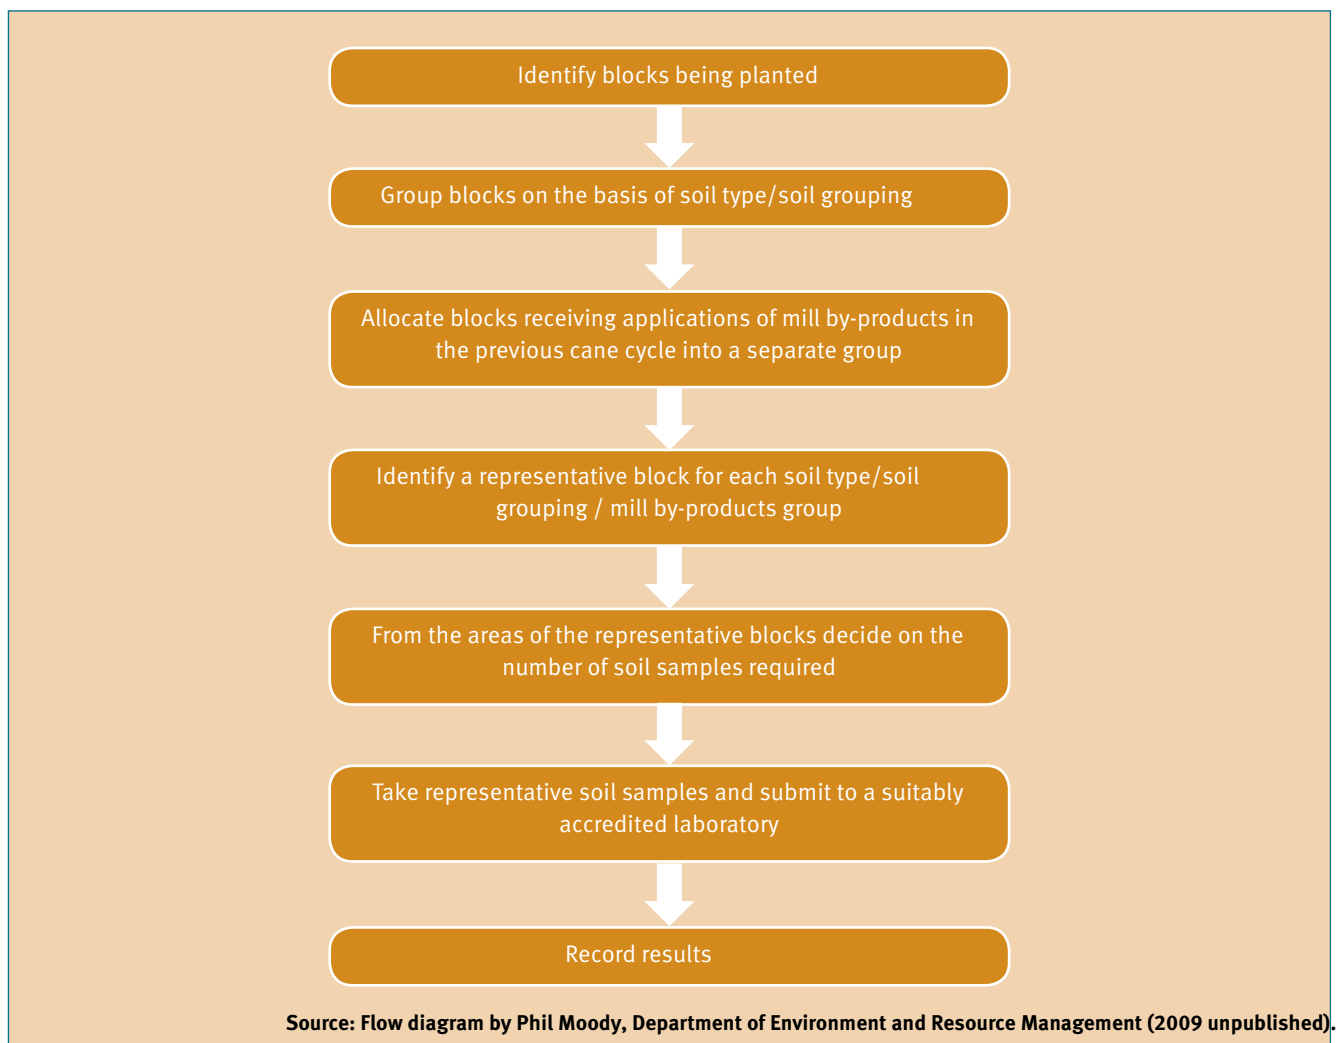 Identify blocks being planted
Group blocks on the basis of soil type/soil grouping
Allocate blocks receiving applications of mill by-products in
the previous cane cycle into a separate group
Identify a representative block for each soil type/soil
grouping / mill by-products group
From the areas of the representative blocks decide on the
number of soil samples required
Take representative soil samples and submit to a suitably
accredited laboratory
Record results
Source: Flow diagram by Phil Moody, Department of Environment and Resource Management (2009 unpublished).